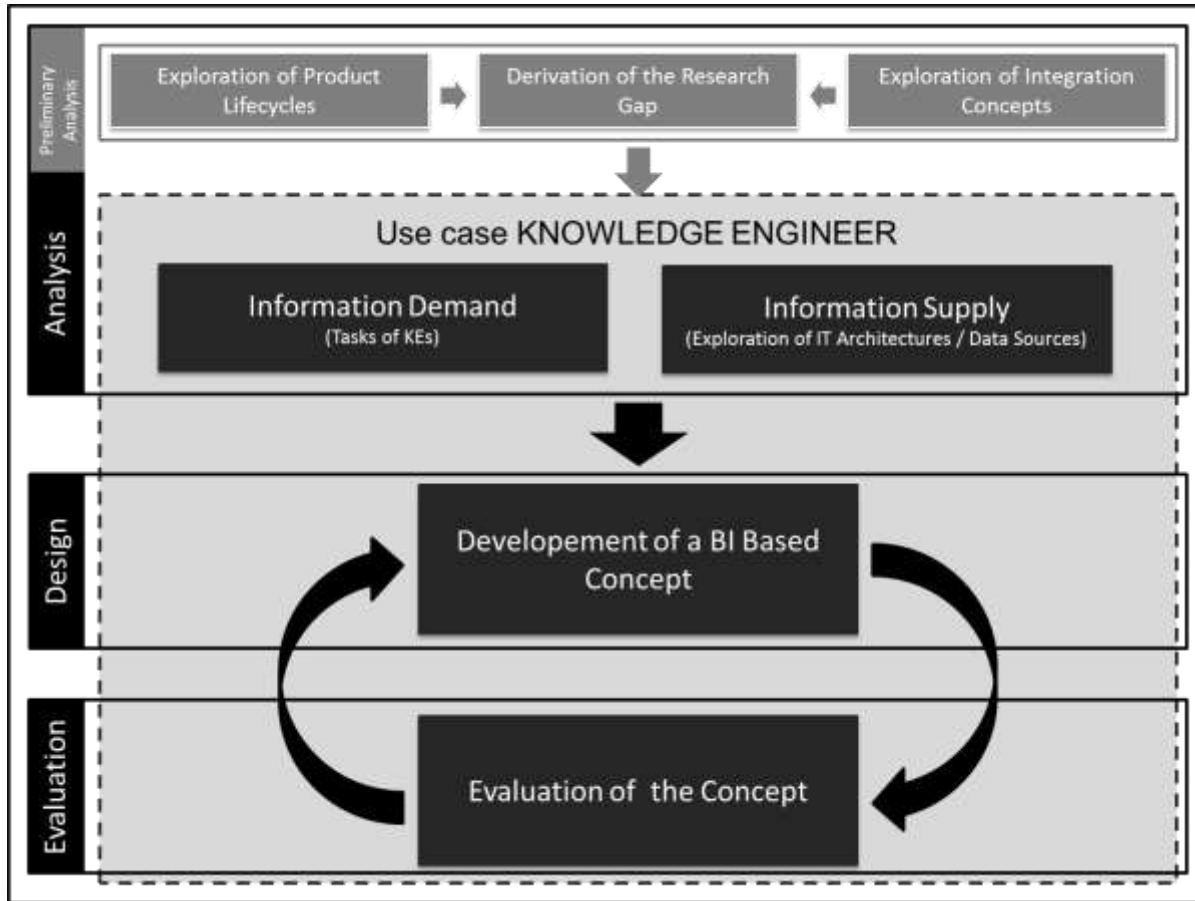 Preliminary
Analysis
Exploration of Product
Lifecycles
Derivation of the Research
Gap
Exploration of Integration
Concepts
Analysis
Use case KNOWLEDGE ENGINEER
Information Demand
(Tasks of KEs)
Information Supply
(Exploration of IT Architectures / Data Sources)
Design
Developement of a BI Based
Concept
Evaluation
Evaluation of the Concept